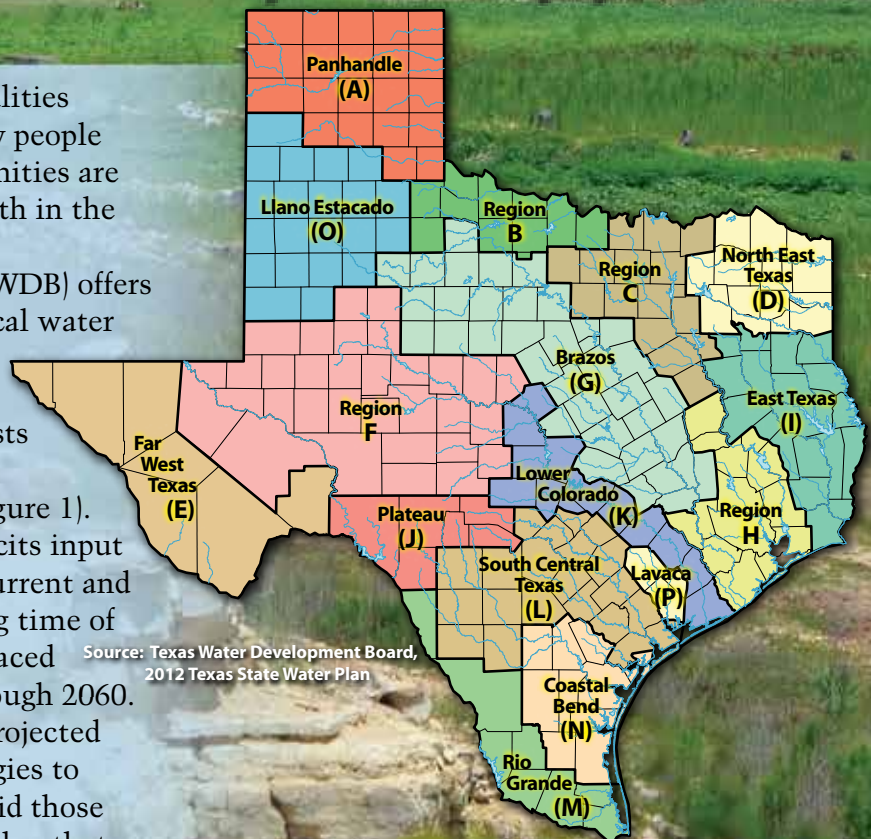 alities
y people
nities are
th in the
WDB) offers
cal water
sts
gure 1).
cits input
urrent and
g time of
aced
ough 2060.
rojected
gies to
id those
that
Panhandle
(A)
Llano Estacado
(O)
Region
B
Region
C
North East
Texas
(D)
Brazos
(G)
East Texas
(I)
Region
F
Far
West
Texas
(E)
Lower
Colorado
(K)
Region
H
Plateau
(J)
South Central
Texas
(L)
Lavaca
(P)
Coastal
Bend
(N)
Rio
Grande
(M)
Source: Texas Water Development Board,
2012 Texas State Water Plan